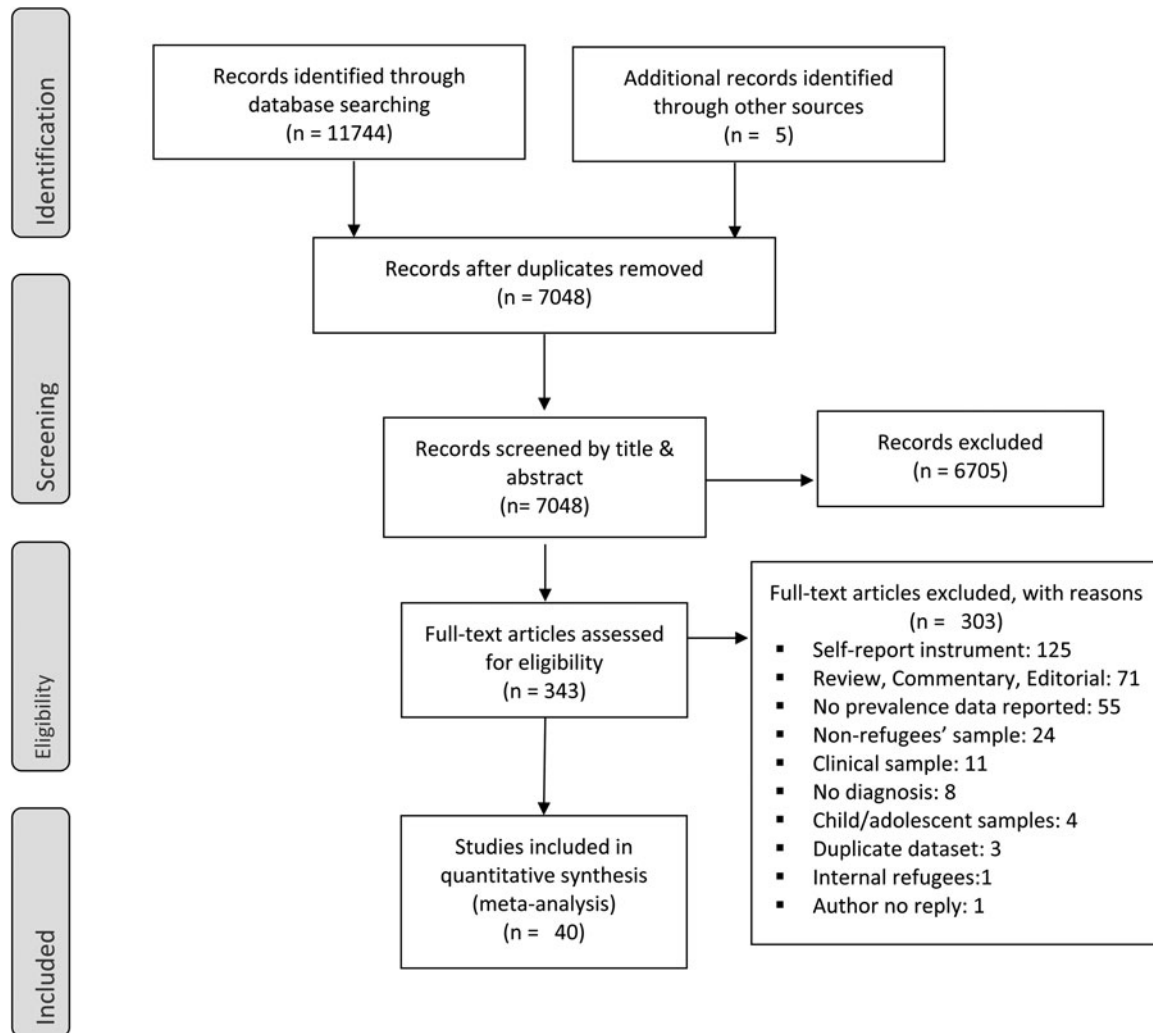 Identification
Records identified through
database searching
(n = 11744)
Additional records identified
through other sources
(n =   5)
Records after duplicates removed
(n = 7048)
Screening
Records screened by title &
abstract
(n= 7048)
Records excluded
(n = 6705)
Eligibility
Full-text articles assessed
for eligibility
(n = 343)
Full-text articles excluded, with reasons
(n =   303)
▪ Self-report instrument: 125
▪ Review, Commentary, Editorial: 71
▪ No prevalence data reported: 55
▪ Non-refugees’ sample: 24
▪ Clinical sample: 11
▪ No diagnosis: 8
▪ Child/adolescent samples: 4
▪ Duplicate dataset: 3
▪ Internal refugees:1
▪ Author no reply: 1
Included
Studies included in
quantitative synthesis
(meta-analysis)
(n =   40)